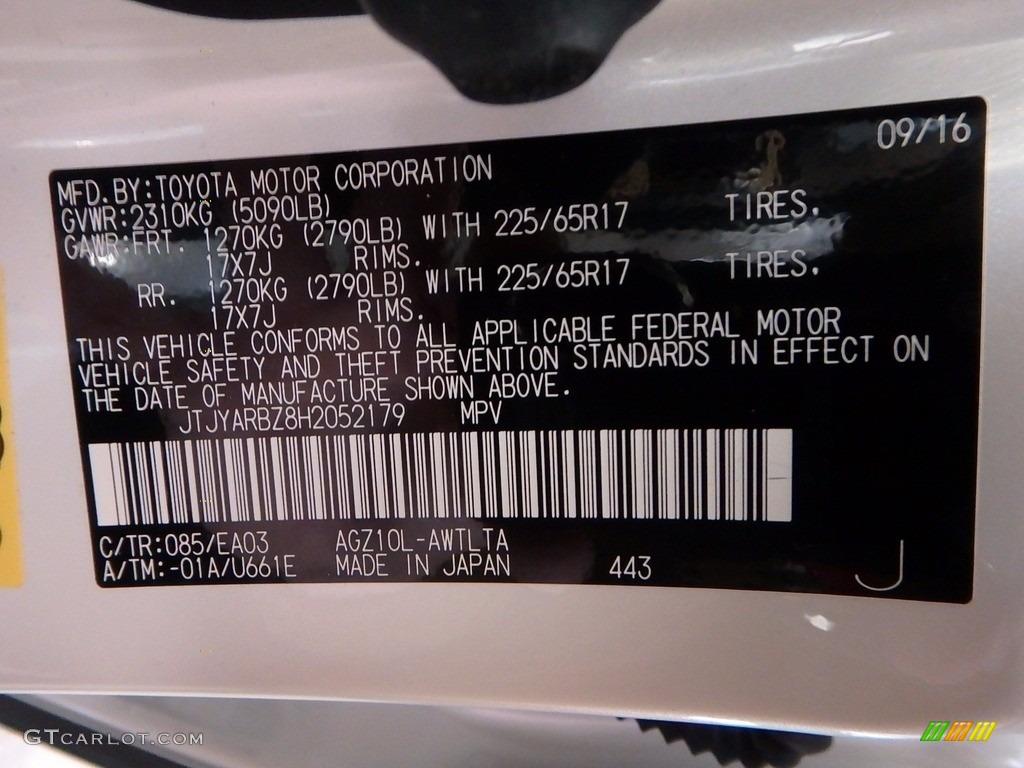 09/16
MFD.BY:TOYOTA MOTOR CORPORATION
GVWR:2310KG (5090LB)
GAWR:FRT. 1270KG (2790LB) WITH 225/65R17 TIRES.
17X7J RIMS.
RR. 1270KG (2790LB) WITH 225/65R17 TIRES.
17X7J RIMS.
THIS VEHICLE CONFORMS TO ALL APPLICABLE FEDERAL MOTOR
VEHICLE SAFETY AND THEFT PREVENTION STANDARDS IN EFFECT ON
THE DATE OF MANUFACTURE SHOWN ABOVE.
JTJYARBZ8H2052179 MPV
C/TR:085/EA03 AGZ10L-AWTLTA
A/TM:-01A/U661E MADE IN JAPAN 443 J
GTCARLOT.COM